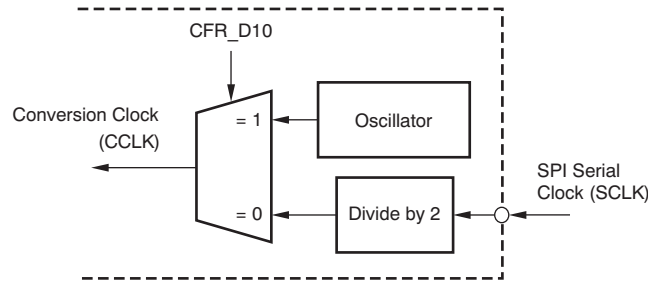 CFR_D10
Conversion Clock
(CCLK)
= 1
Oscillator
SPI Serial
Clock (SCLK)
= 0
Divide by 2